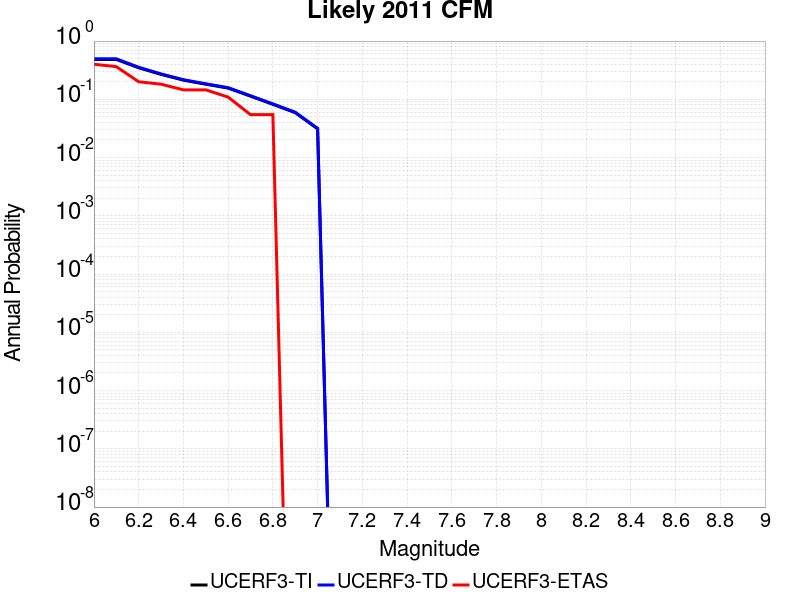 Likely 2011 CFM
10^0
10^-1
10^-2
10^-3
10^-4
10^-5
10^-6
10^-7
10^-8
Annual Probability
6 6.2 6.4 6.6 6.8 7 7.2 7.4 7.6 7.8 8 8.2 8.4 8.6 8.8 9
Magnitude
UCERF3-TI UCERF3-TD UCERF3-ETAS